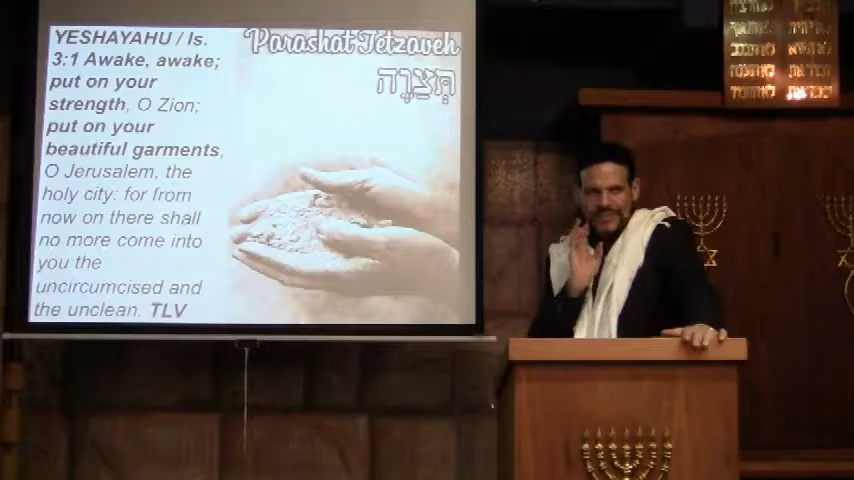 YESHAYAHU / Is.
3:1 Awake, awake;
put on your
strength, O Zion;
put on your
beautiful garments,
O Jerusalem, the
holy city: for from
now on there shall
no more come into
you the
uncircumcised and
the unclean. TLV
Parashat Tetzaveh
תְּצַוֶּה